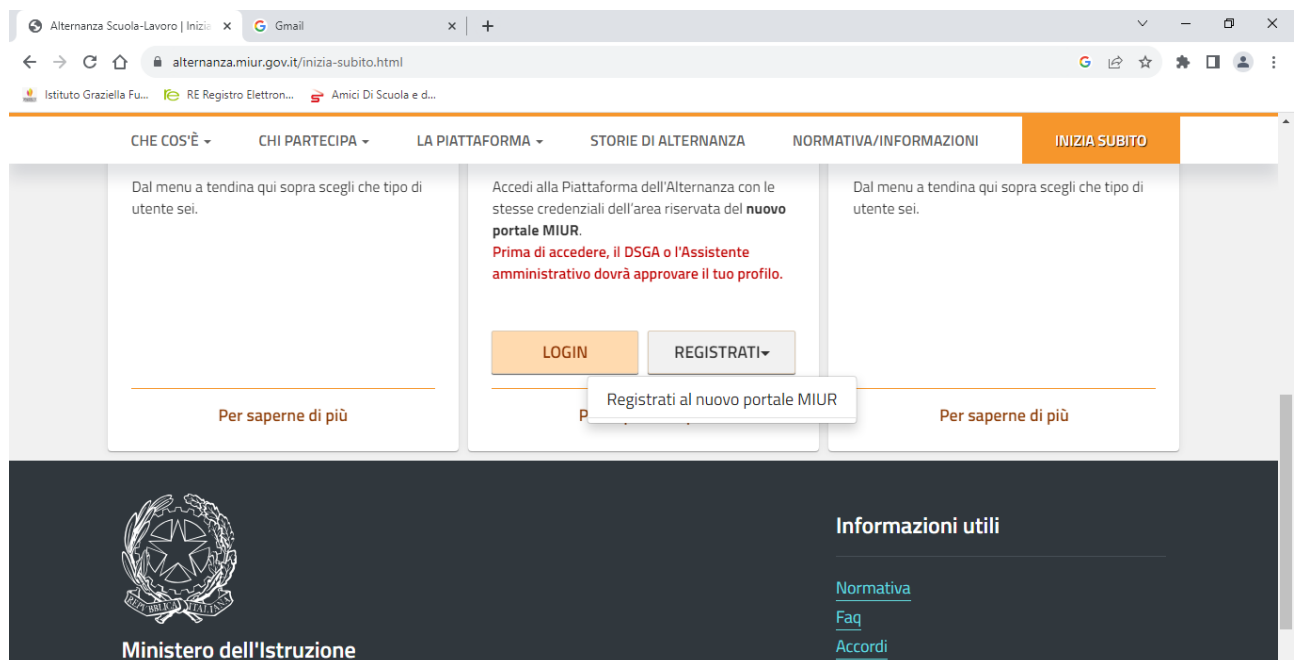 Alternanza Scuola-Lavoro | Inizia
Gmail
alternanza.miur.gov.it/inizia-subito.html
Istituto Graziella Fu...
RE Registro Elettron...
Amici Di Scuola e d...
CHE COS'È
CHI PARTECIPA
LA PIATTAFORMA
STORIE DI ALTERNANZA
NORMATIVA/INFORMAZIONI
INIZIA SUBITO
Dal menu a tendina qui sopra scegli che tipo di
utente sei.
Accedi alla Piattaforma dell'Alternanza con le
stesse credenziali dell'area riservata del nuovo
portale MIUR.
Prima di accedere, il DSGA o l'Assistente
amministrativo dovrà approvare il tuo profilo.
Dal menu a tendina qui sopra scegli che tipo di
utente sei.
LOGIN
REGISTRATI
Registrati al nuovo portale MIUR
Per saperne di più
Per saperne di più
Informazioni utili
Normativa
Faq
Accordi
REPVBBLICA ITALIANA
Ministero dell'Istruzione